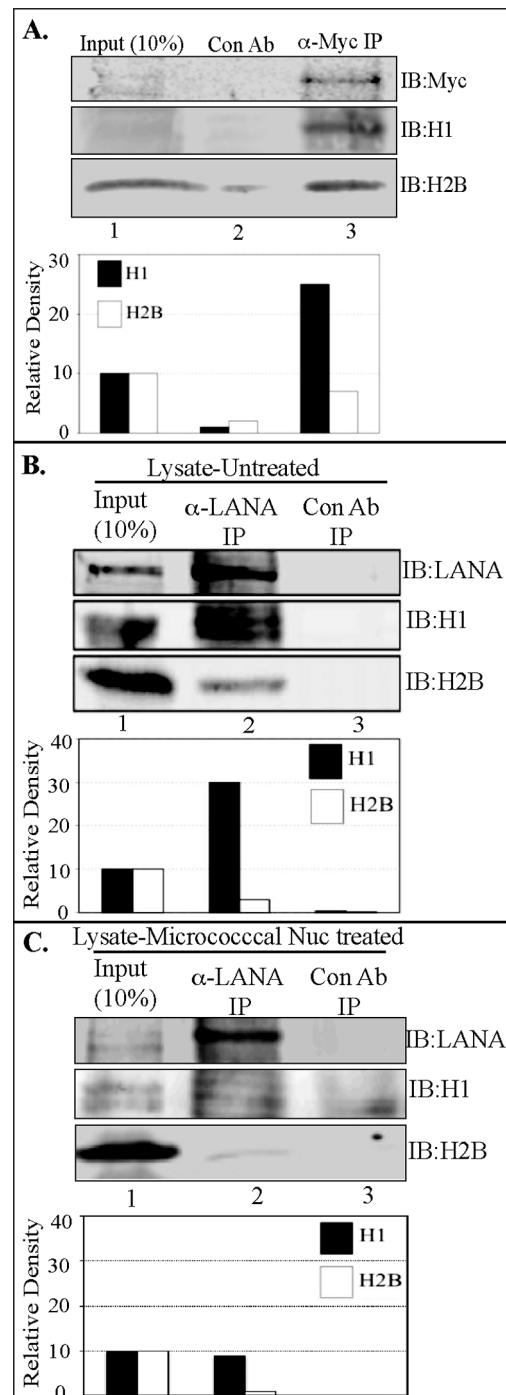 A.
Input (10%) Con Ab α-Myc IP
IB:Myc
IB:H1
IB:H2B
1 2 3
30
20
10
0
Relative Density
H1
H2B
B.
Lysate-Untreated
Input (10%) α-LANA IP Con Ab IP
IB:LANA
IB:H1
IB:H2B
1 2 3
40
30
20
10
0
Relative Density
H1
H2B
C.
Lysate-Micrococccal Nuc treated
Input (10%) α-LANA IP Con Ab IP
IB:LANA
IB:H1
IB:H2B
1 2 3
40
30
20
10
0
Relative Density
H1
H2B